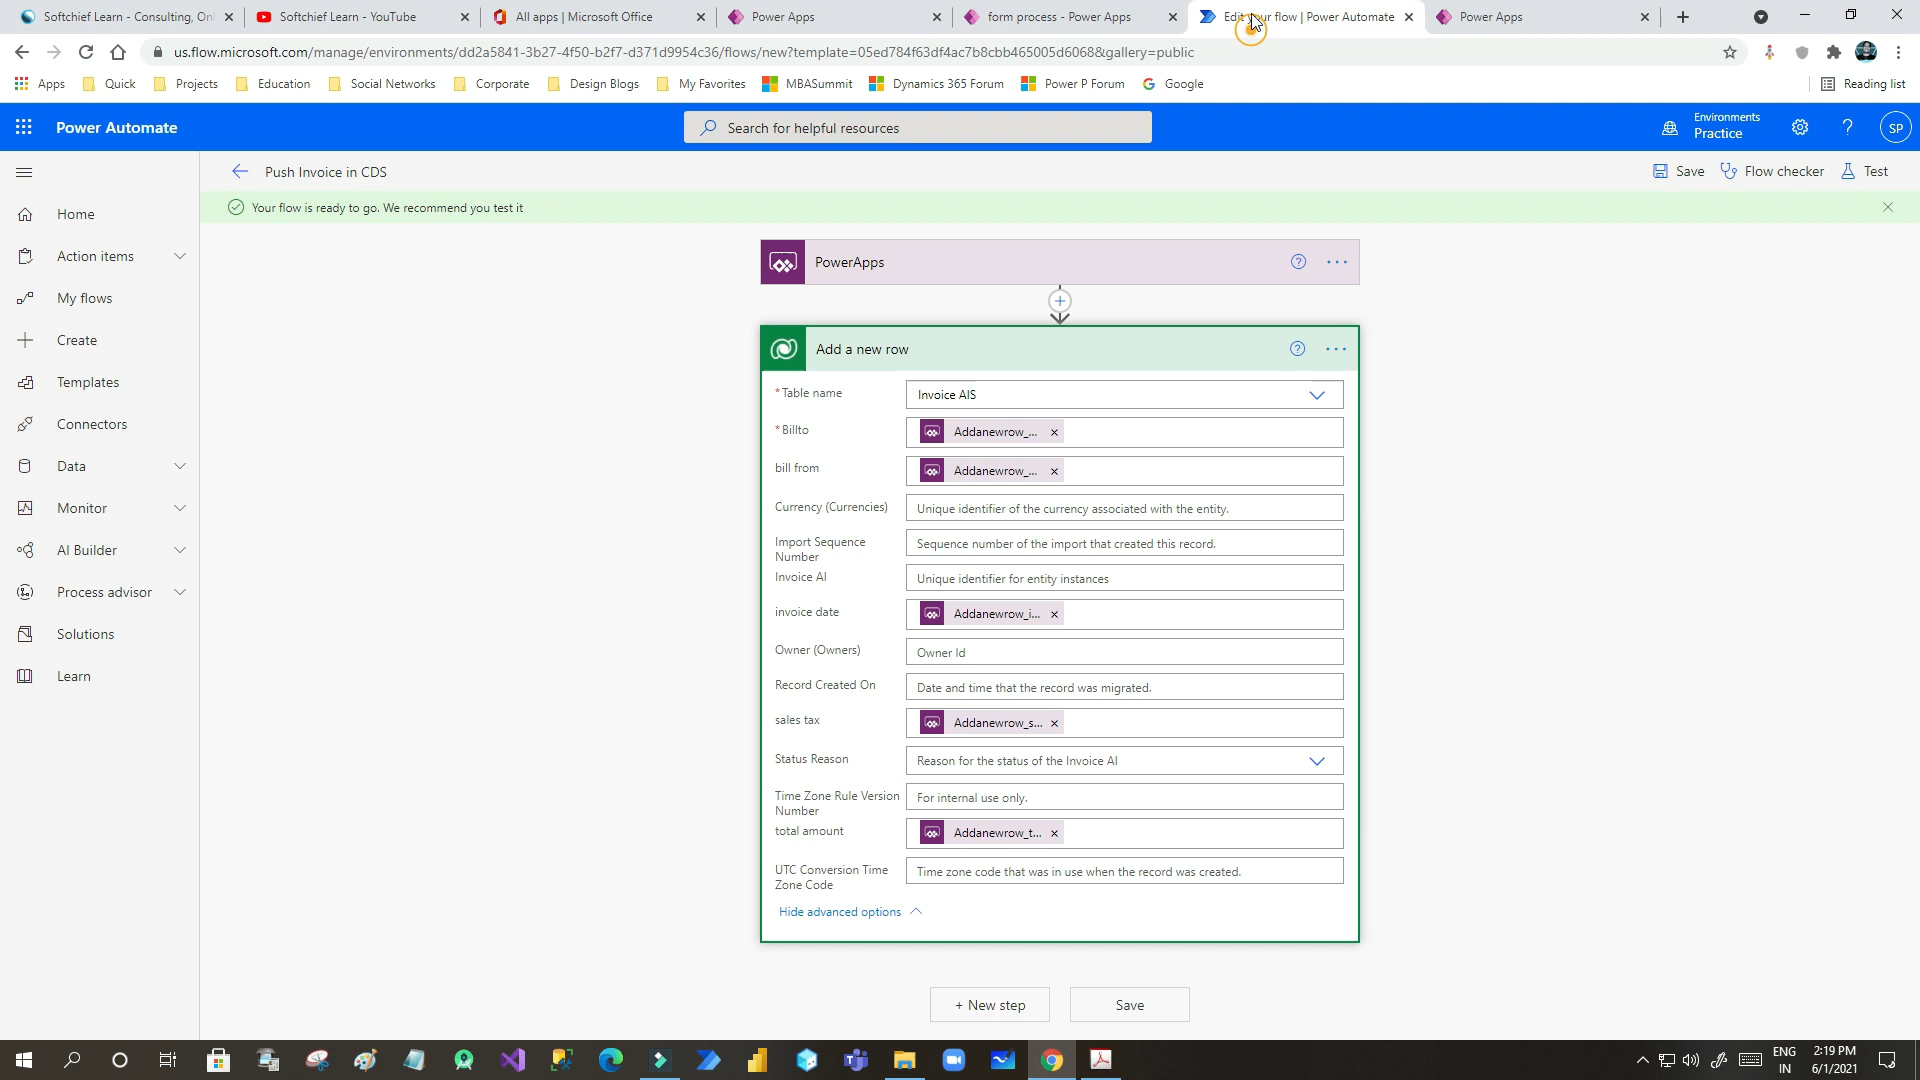 Softchief Learn - Consulting, On
Softchief Learn - YouTube
All apps | Microsoft Office
Power Apps
form process - Power Apps
Edit your flow | Power Automate
Power Apps
us.flow.microsoft.com/manage/environments/dd2a5841-3b27-4f50-b2f7-d371d9954c36/flows/new?template=05ed784f63df4ac7b8cbb465005d6068&gallery=public
Apps
Quick
Projects
Education
Social Networks
Corporate
Design Blogs
My Favorites
MBASummit
Dynamics 365 Forum
Power P Forum
Google
Reading list
Power Automate
Search for helpful resources
Environments
Practice
SP
Push Invoice in CDS
Save
Flow checker
Test
Your flow is ready to go. We recommend you test it
Home
Action items
My flows
Create
Templates
Connectors
Data
Monitor
AI Builder
Process advisor
Solutions
Learn
PowerApps
Add a new row
* Table name
Invoice AIS
* Billto
Addanewrow_...
bill from
Addanewrow_...
Currency (Currencies)
Unique identifier of the currency associated with the entity.
Import Sequence
Number
Sequence number of the import that created this record.
Invoice AI
Unique identifier for entity instances
invoice date
Addanewrow_i...
Owner (Owners)
Owner Id
Record Created On
Date and time that the record was migrated.
sales tax
Addanewrow_s...
Status Reason
Reason for the status of the Invoice AI
Time Zone Rule Version
Number
For internal use only.
total amount
Addanewrow_t...
UTC Conversion Time
Zone Code
Time zone code that was in use when the record was created.
Hide advanced options
+ New step
Save
ENG
IN
2:19 PM
6/1/2021